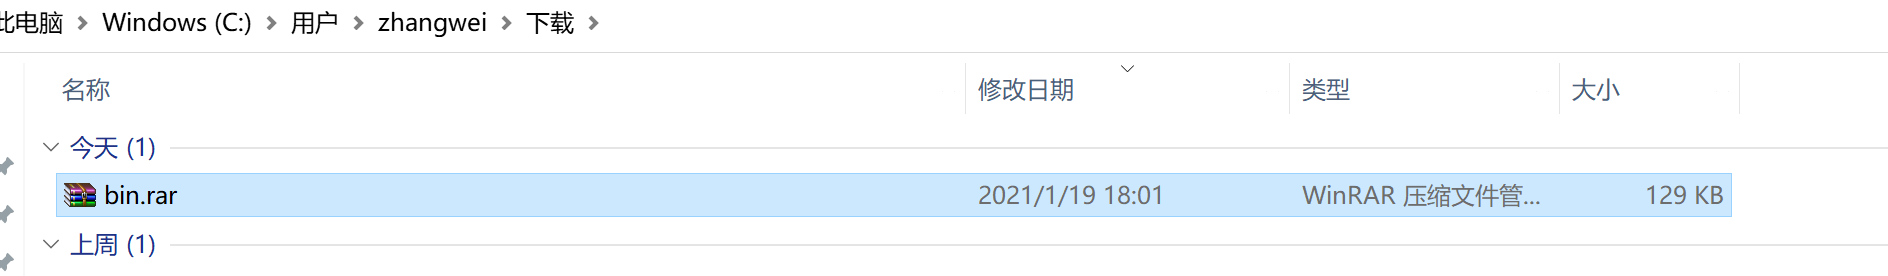 此电脑 > Windows (C:) > 用户 > zhangwei > 下载 >
名称 修改日期 类型 大小
今天 (1)
bin.rar 2021/1/19 18:01 WinRAR 压缩文件管... 129 KB
上周 (1)